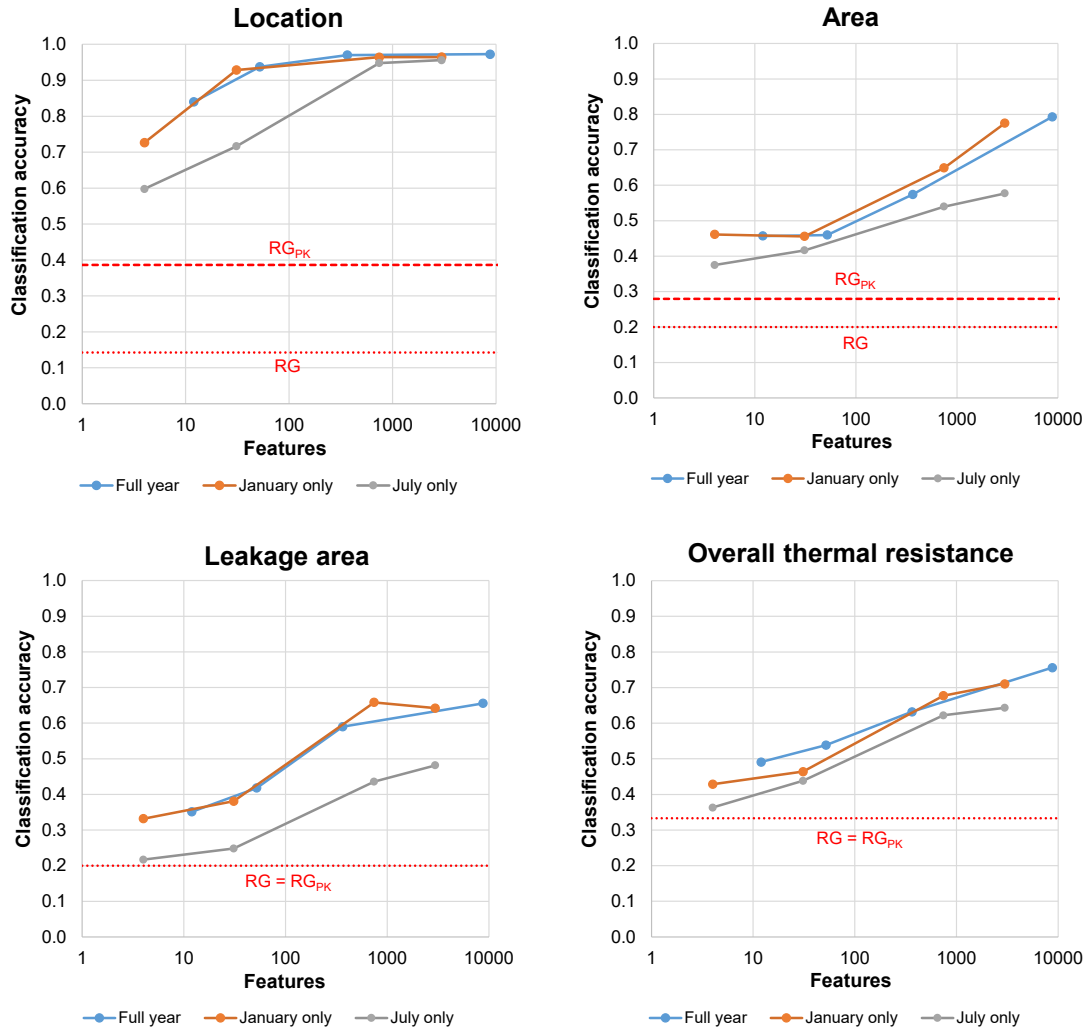 Location
Classification accuracy
1.0
0.9
0.8
0.7
0.6
0.5
0.4
0.3
0.2
0.1
0.0
RGPK
RG
1 10 100 1000 10000
Features
Full year January only July only
Area
Classification accuracy
1.0
0.9
0.8
0.7
0.6
0.5
0.4
0.3
0.2
0.1
0.0
RGPK
RG
1 10 100 1000 10000
Features
Full year January only July only
Leakage area
Classification accuracy
1.0
0.9
0.8
0.7
0.6
0.5
0.4
0.3
0.2
0.1
0.0
RG = RGPK
1 10 100 1000 10000
Features
Full year January only July only
Overall thermal resistance
Classification accuracy
1.0
0.9
0.8
0.7
0.6
0.5
0.4
0.3
0.2
0.1
0.0
RG = RGPK
1 10 100 1000 10000
Features
Full year January only July only